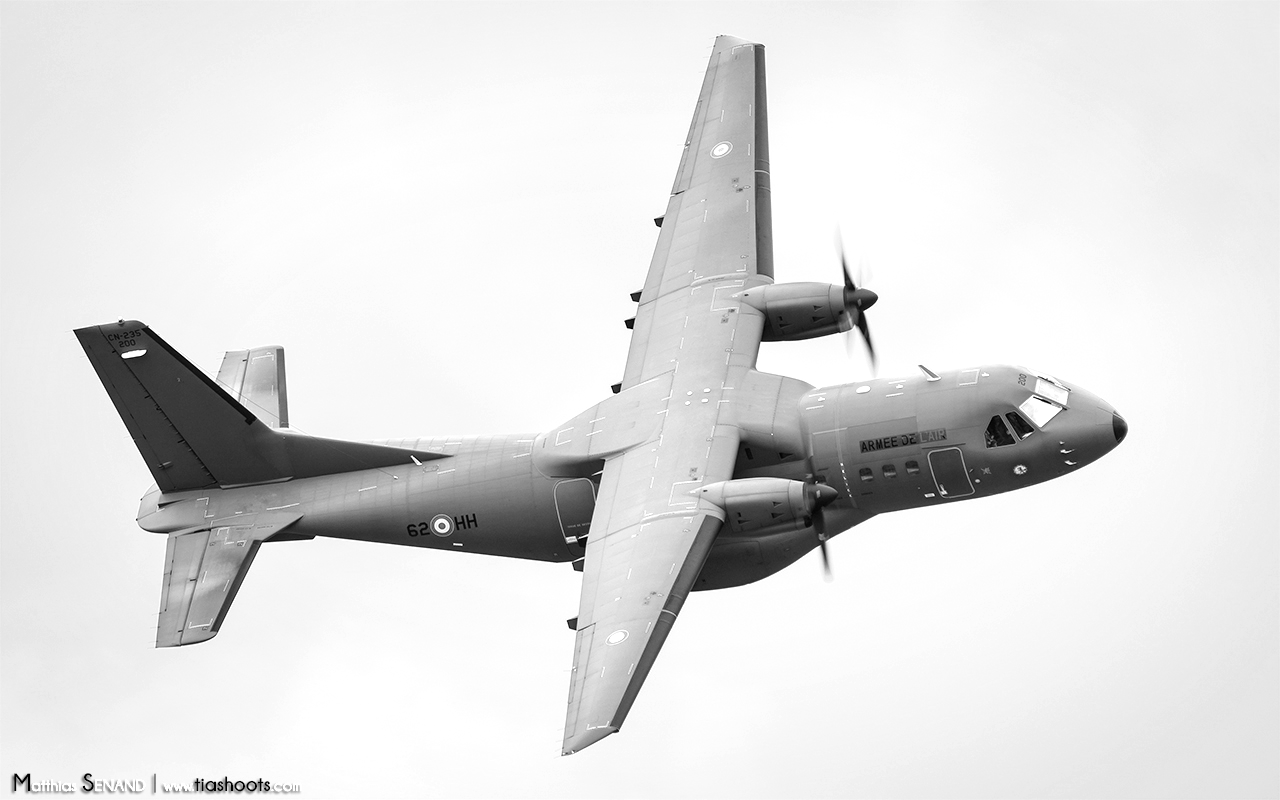 CN-235
200
200
ARMEE DE L'AIR
62 HH
Matthias SENAND | www.tiashoots.com